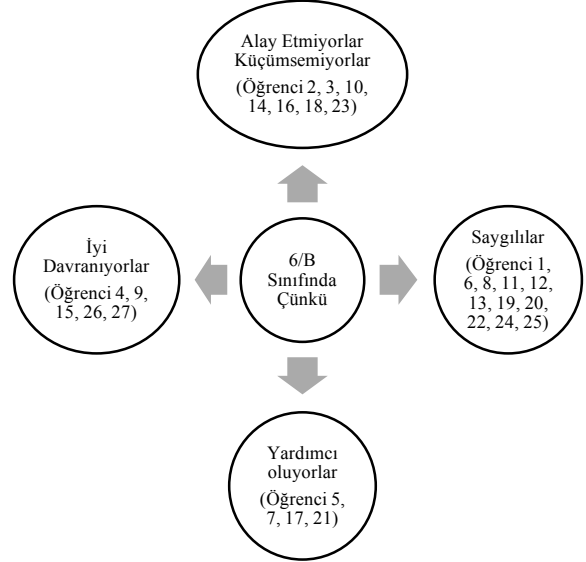 Alay Etmiyorlar
Küçümsemiyorlar
(Öğrenci 2, 3, 10,
14, 16, 18, 23)
İyi
Davranıyorlar
(Öğrenci 4, 9,
15, 26, 27)
6/B
Sınıfında
Çünkü
Saygılılar
(Öğrenci 1,
6, 8, 11, 12,
13, 19, 20,
22, 24, 25)
Yardımcı
oluyorlar
(Öğrenci 5,
7, 17, 21)